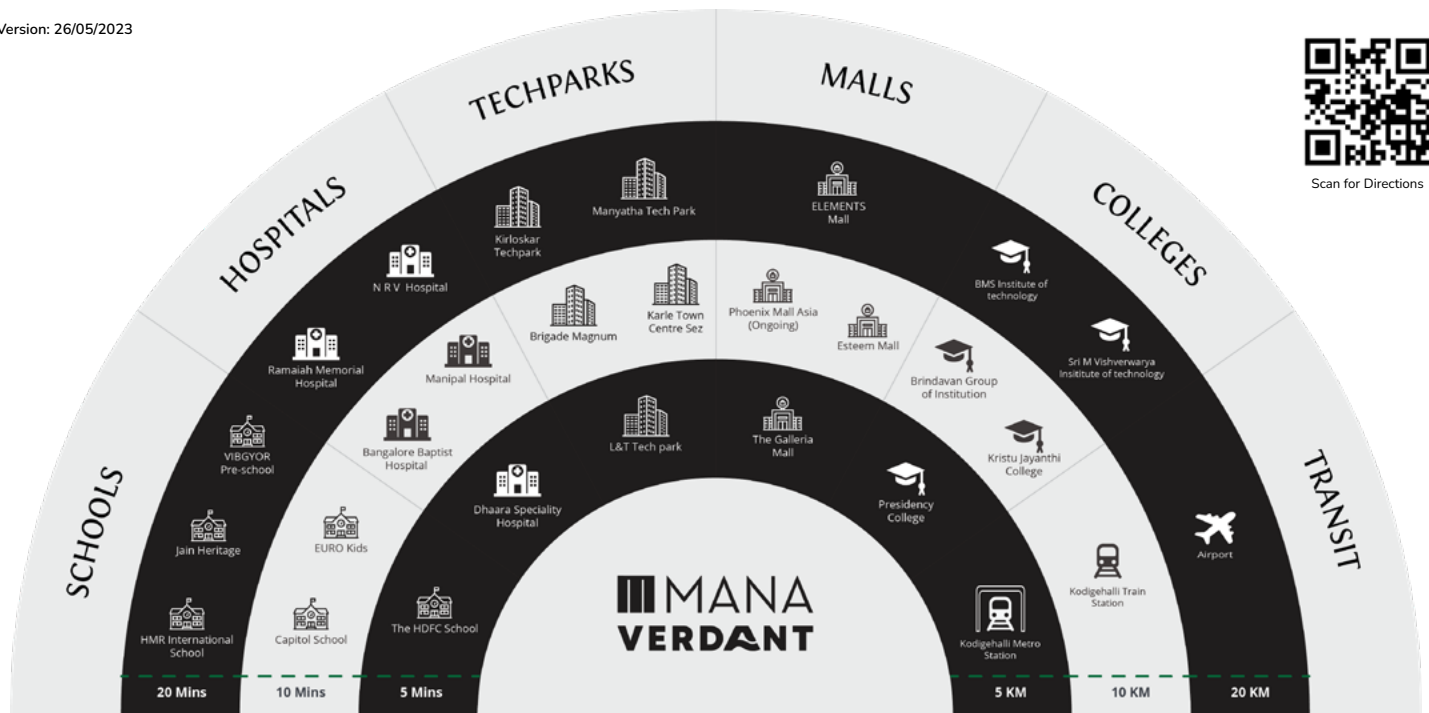 Version: 26/05/2023
Scan for Directions
SCHOOLS
HOSPITALS
TECHPARKS
MALLS
COLLEGES
TRANSIT
HMR International
School
Jain Heritage
VIBGYOR
Pre-school
Ramaiah Memorial
Hospital
N R V Hospital
Kirloskar
Techpark
Manyatha Tech Park
ELEMENTS
Mall
BMS Institute of
technology
Sri M Vishverwarya
Insititute of technology
Airport
Capitol School
EURO Kids
Bangalore Baptist
Hospital
Manipal Hospital
Brigade Magnum
Karle Town
Centre Sez
Phoenix Mall Asia
(Ongoing)
Esteem Mall
Brindavan Group
of Institution
Kristu Jayanthi
College
Kodigehalli Train
Station
The HDFC School
Dhaara Speciality
Hospital
L&T Tech park
The Galleria
Mall
Presidency
College
Kodigehalli Metro
Station
MANA
VERDANT
20 Mins
10 Mins
5 Mins
5 KM
10 KM
20 KM